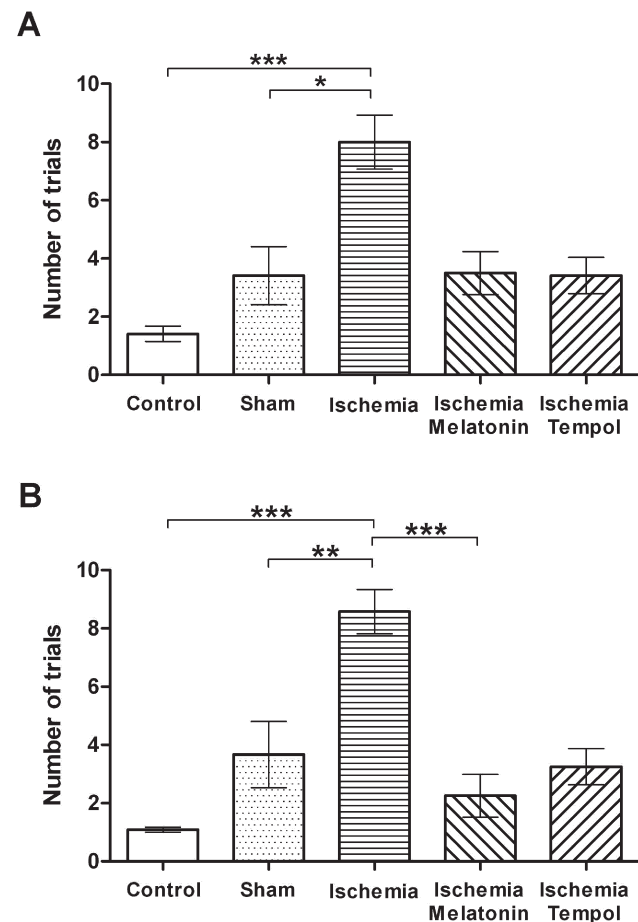 A
***
*
10
8
6
4
2
0
Number of trials
Control Sham Ischemia Ischemia Melatonin Ischemia Tempol
B
***
***
**
10
8
6
4
2
0
Number of trials
Control Sham Ischemia Ischemia Melatonin Ischemia Tempol